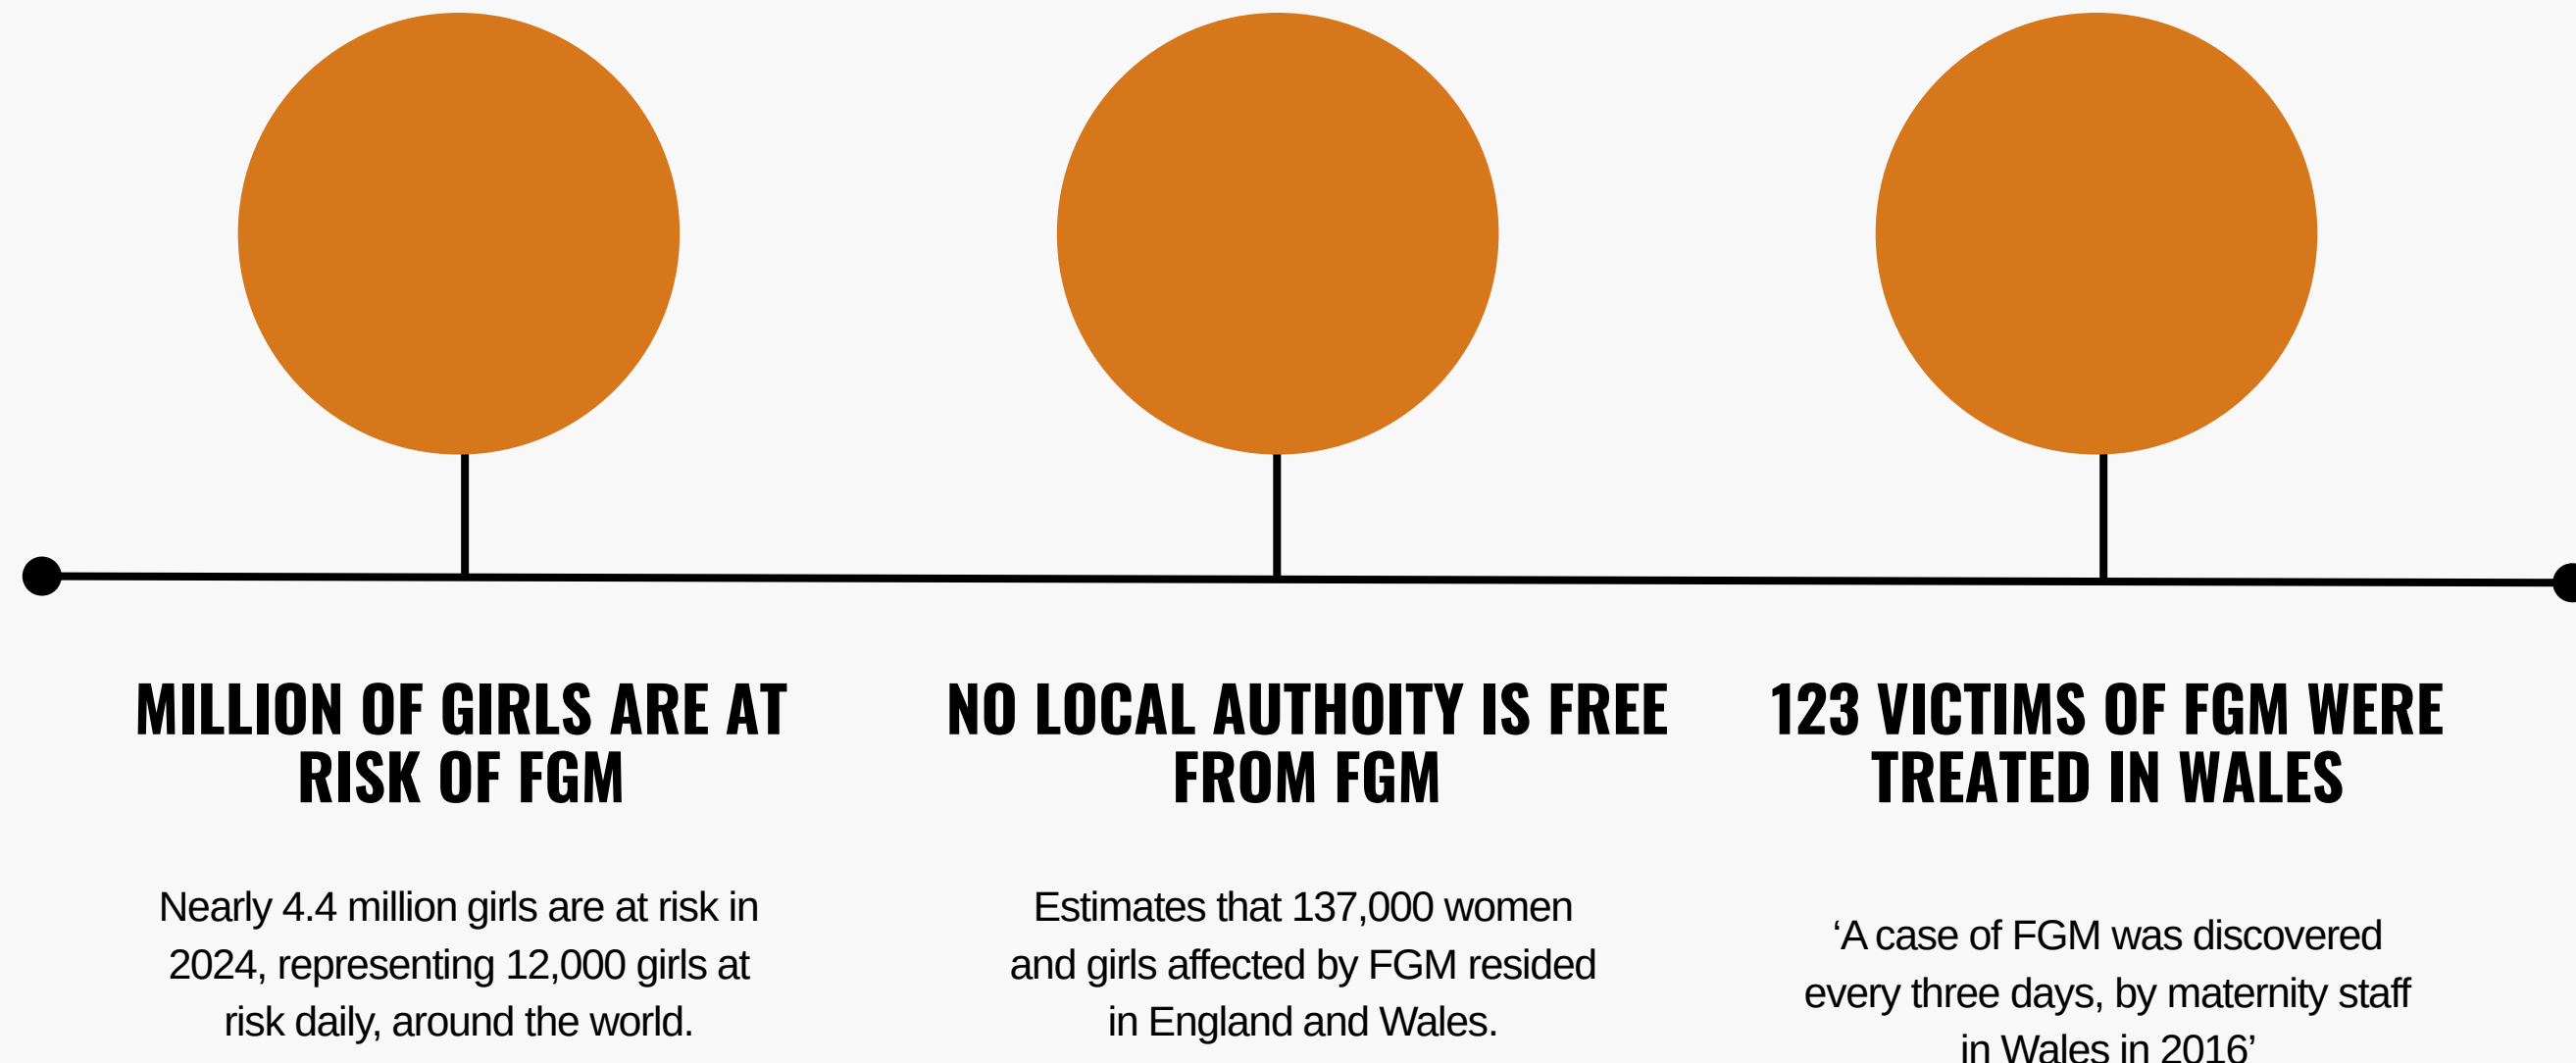 MILLION OF GIRLS ARE AT
RISK OF FGM
Nearly 4.4 million girls are at risk in
2024, representing 12,000 girls at
risk daily, around the world.
NO LOCAL AUTHOITY IS FREE
FROM FGM
Estimates that 137,000 women
and girls affected by FGM resided
in England and Wales.
123 VICTIMS OF FGM WERE
TREATED IN WALES
‘A case of FGM was discovered
every three days, by maternity staff
in Wales in 2016’